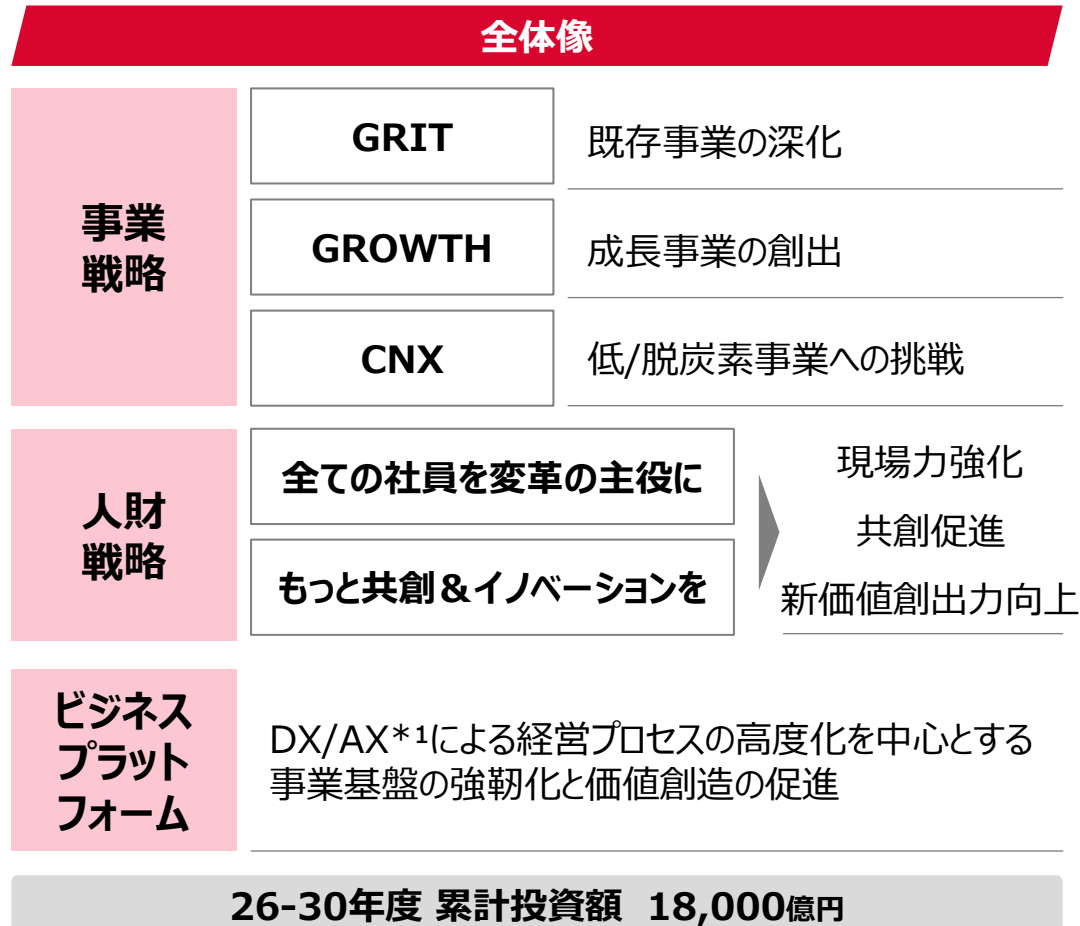 全体像
事業
戦略
GRIT
既存事業の深化
GROWTH
成長事業の創出
CNX
低/脱炭素事業への挑戦
人財
戦略
全ての社員を変革の主役に
もっと共創＆イノベーションを
現場力強化
共創促進
新価値創出力向上
ビジネス
プラット
フォーム
DX/AX*1による経営プロセスの高度化を中心とする
事業基盤の強靭化と価値創造の促進
26-30年度 累計投資額 18,000億円